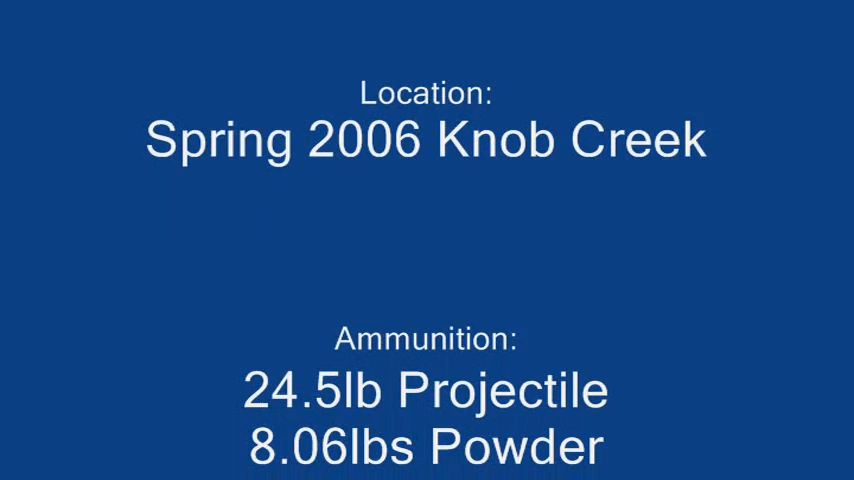 Location:
Spring 2006 Knob Creek
Ammunition:
24.5lb Projectile
8.06lbs Powder